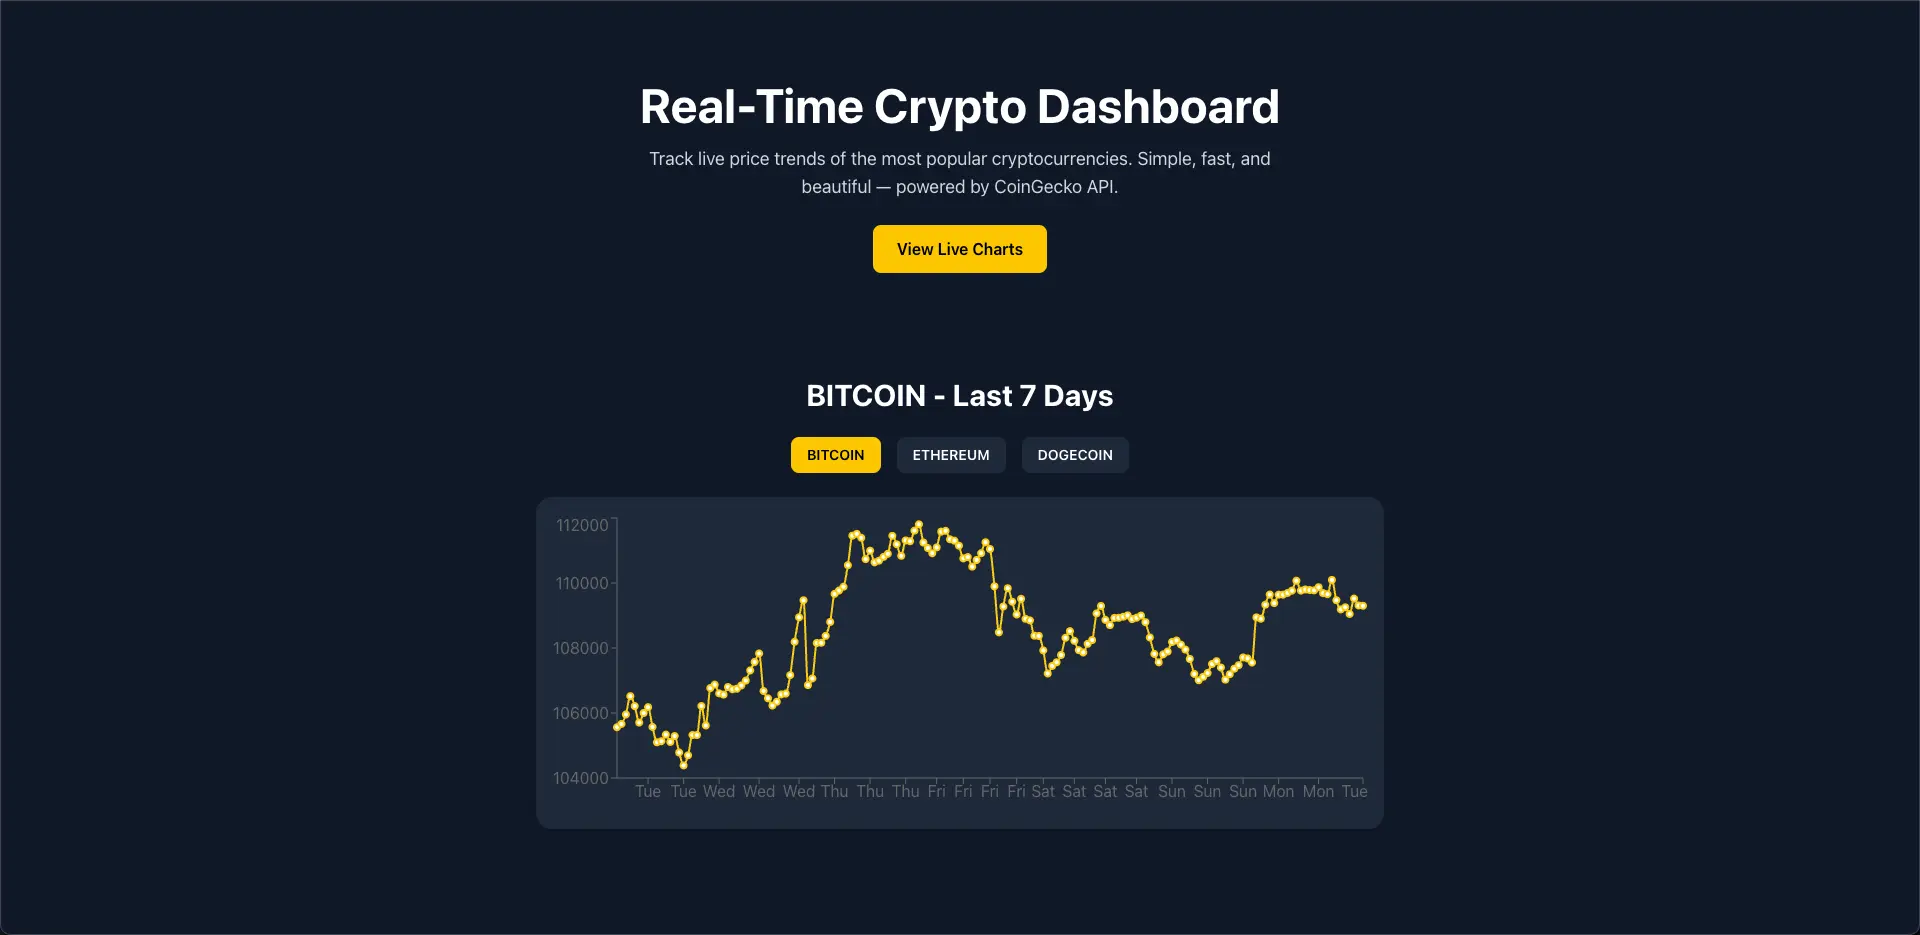 Real-Time Crypto Dashboard
Track live price trends of the most popular cryptocurrencies. Simple, fast, and
beautiful — powered by CoinGecko API.
View Live Charts
BITCOIN - Last 7 Days
BITCOIN ETHEREUM DOGECOIN
112000
110000
108000
106000
104000
Tue Tue Wed Wed Wed Thu Thu Thu Fri Fri Fri Fri Sat Sat Sat Sat Sun Sun Sun Mon Mon Tue